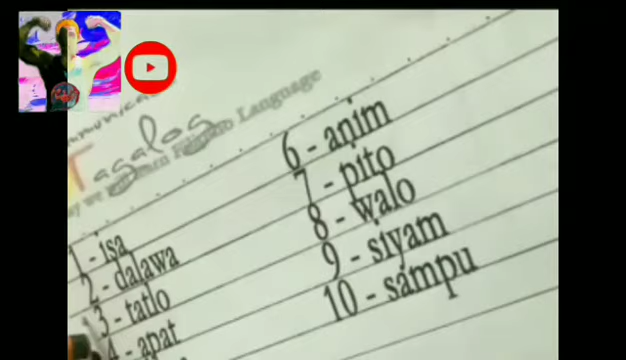 Tagalog
Language
1 - isa
2 - dalawa
3 - tatlo
4 - apat
6 - anim
7 - pito
8 - walo
9 - siyam
10 - sampu